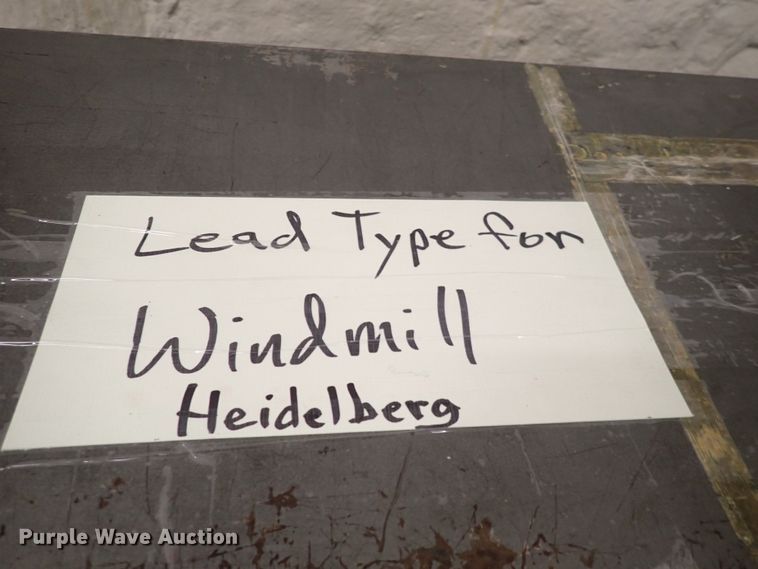 Lead Type for
Windmill
Heidelberg
Purple Wave Auction